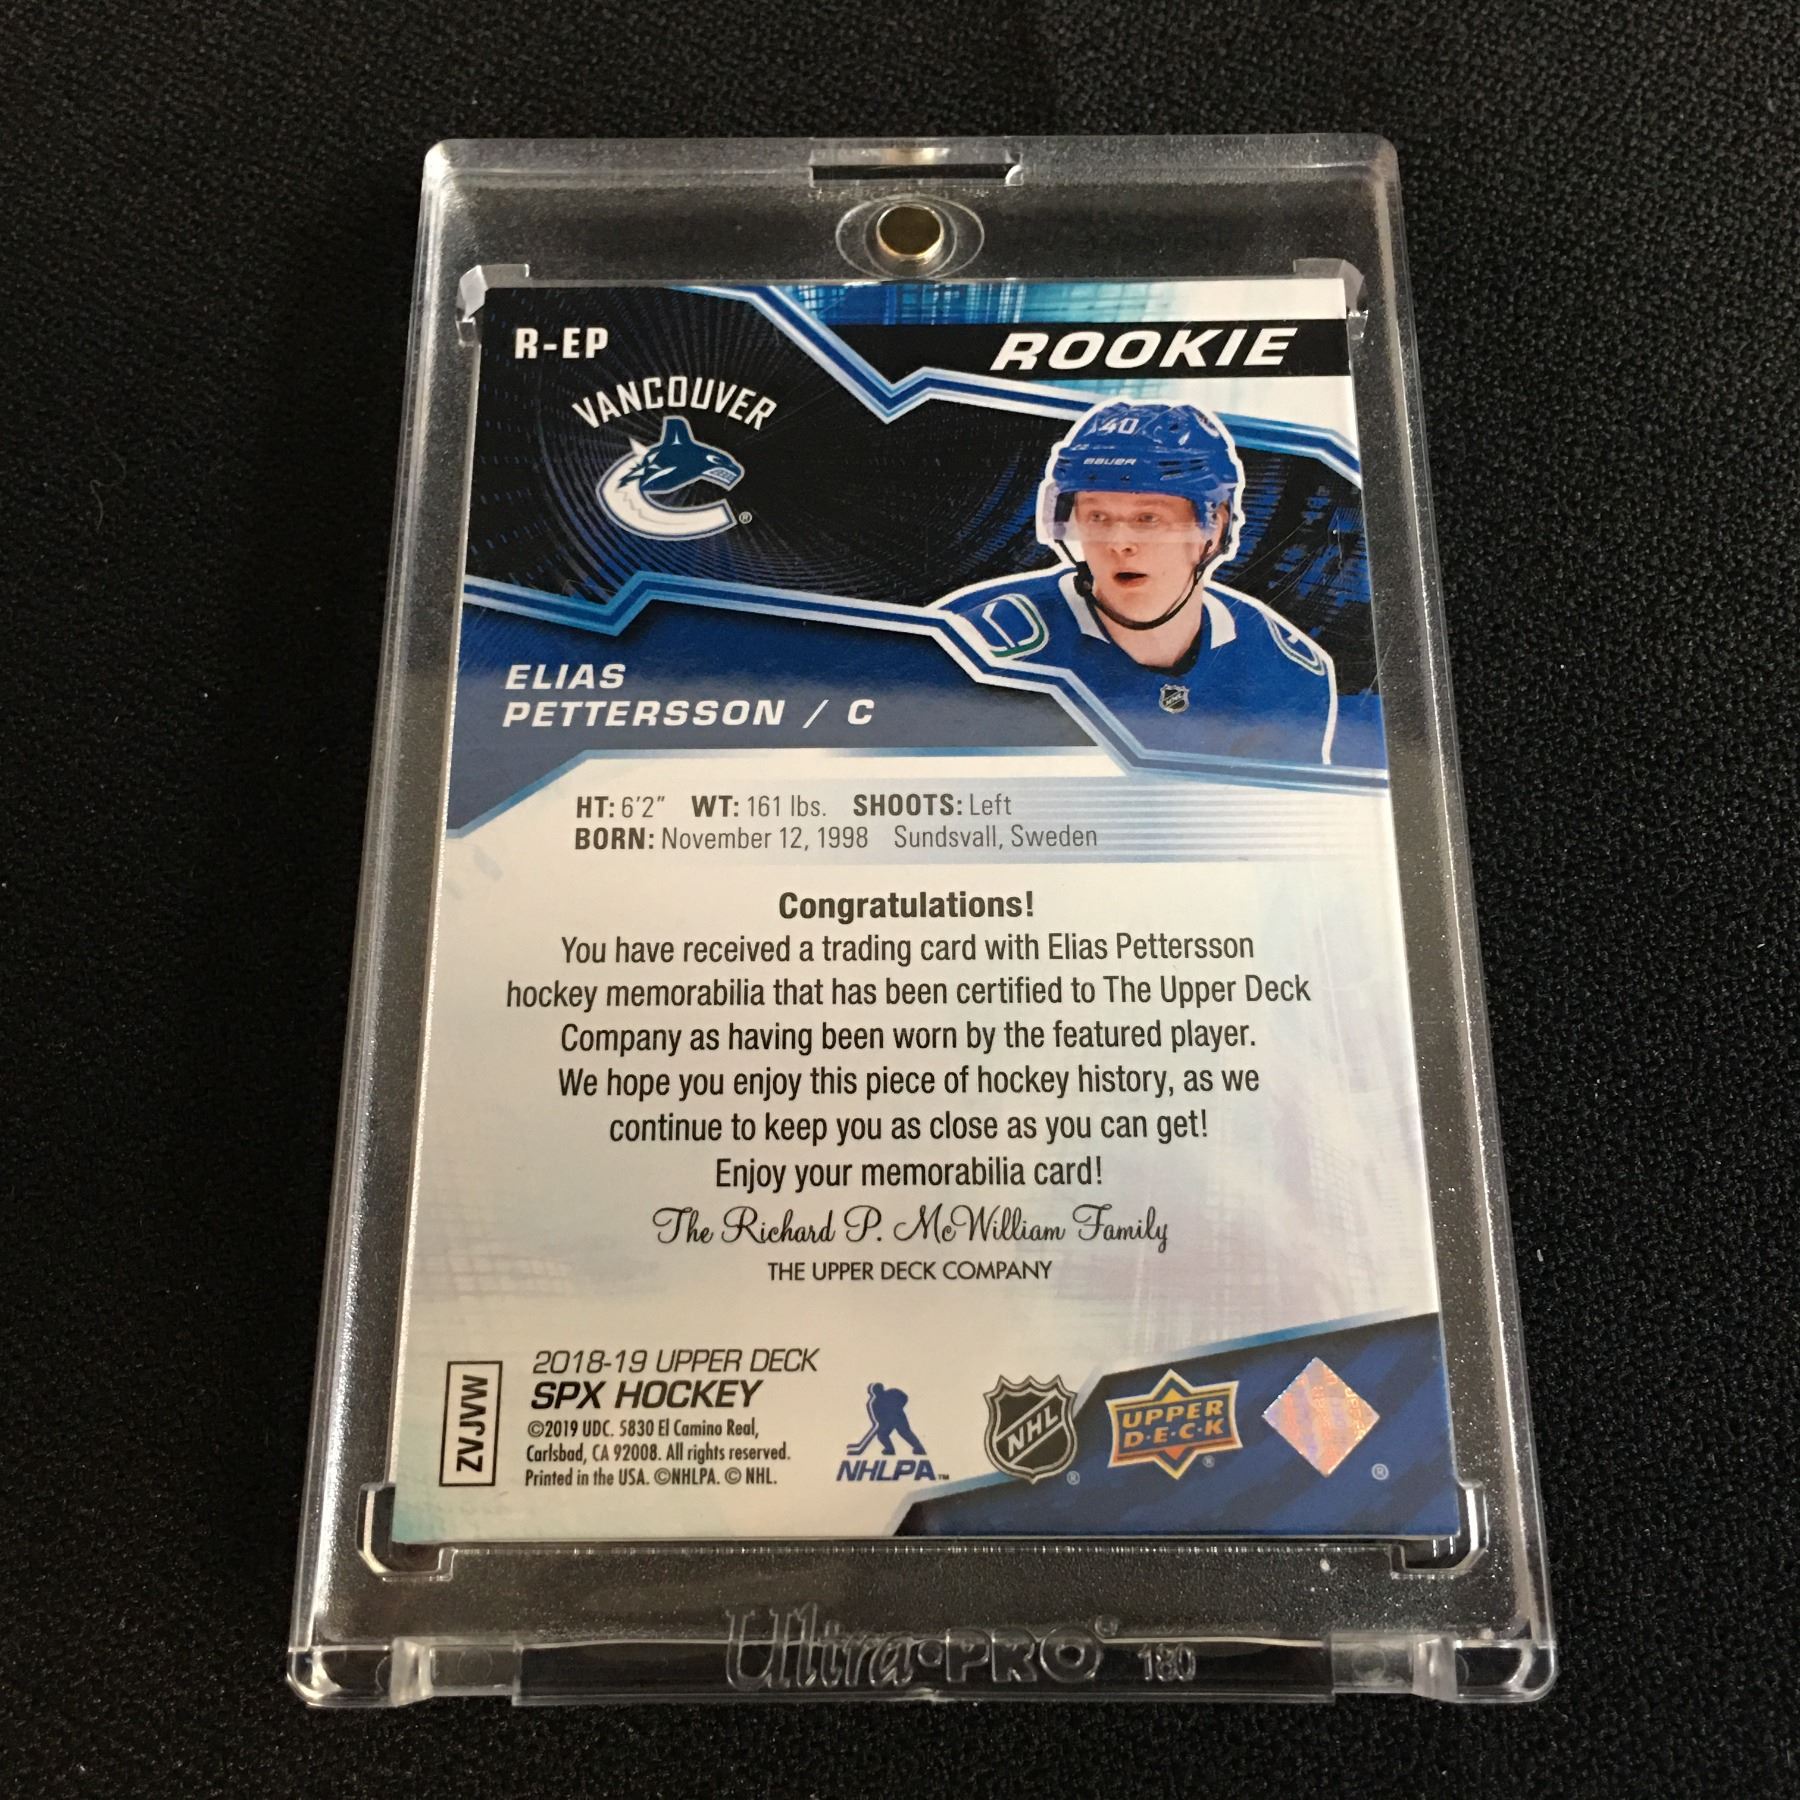 R-EP
ROOKIE
VANCOUVER
®
40
BAUER
NHL
ELIAS
PETTERSSON / C
HT: 6'2" WT: 161 lbs. SHOOTS: Left
BORN: November 12, 1998 Sundsvall, Sweden
Congratulations!
You have received a trading card with Elias Pettersson
hockey memorabilia that has been certified to The Upper Deck
Company as having been worn by the featured player.
We hope you enjoy this piece of hockey history, as we
continue to keep you as close as you can get!
Enjoy your memorabilia card!
The Richard P. McWilliam Family
THE UPPER DECK COMPANY
ZVJVW
2018-19 UPPER DECK
SPX HOCKEY
©2019 UDC. 5830 El Camino Real,
Carlsbad, CA 92008. All rights reserved.
Printed in the USA. ©NHLPA. © NHL.
NHLPA™
NHL ®
UPPER
D·E·C·K ®
®
Ultra•PRO® 180